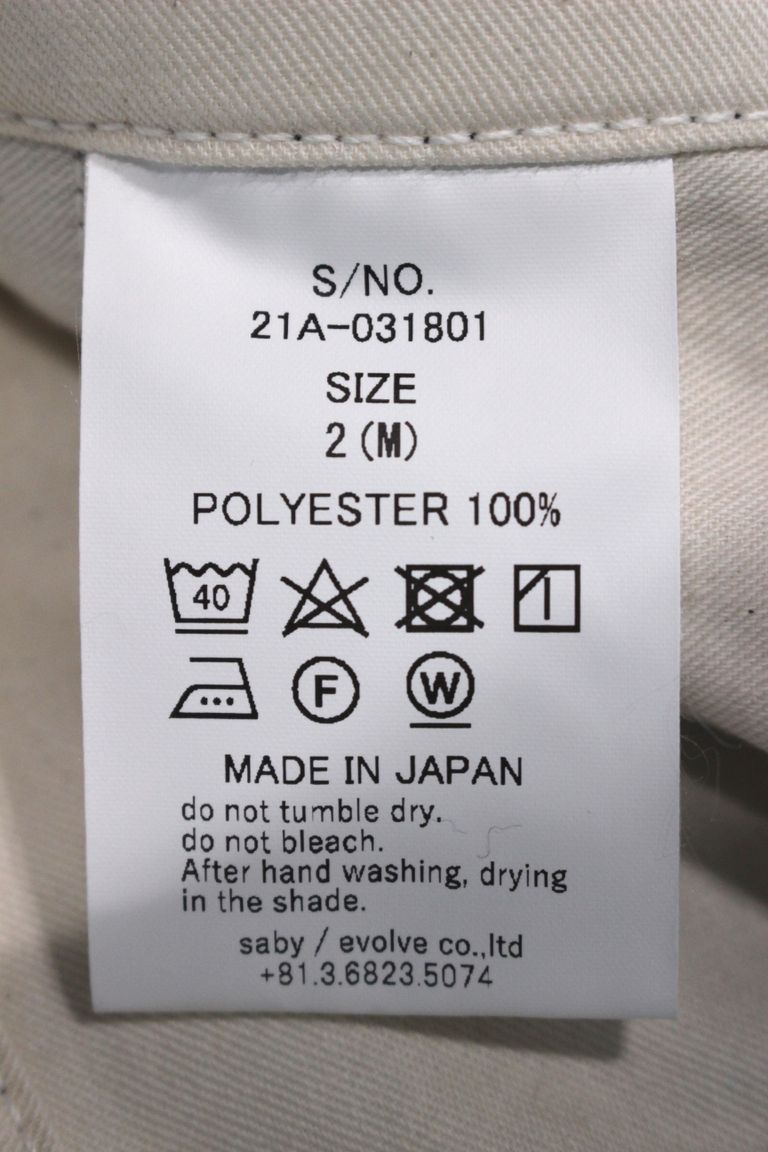 S/NO.
21A-031801
SIZE
2 (M)
POLYESTER 100%
40
F W
MADE IN JAPAN
do not tumble dry.
do not bleach.
After hand washing, drying
in the shade.
saby / evolve co.,ltd
+81.3.6823.5074